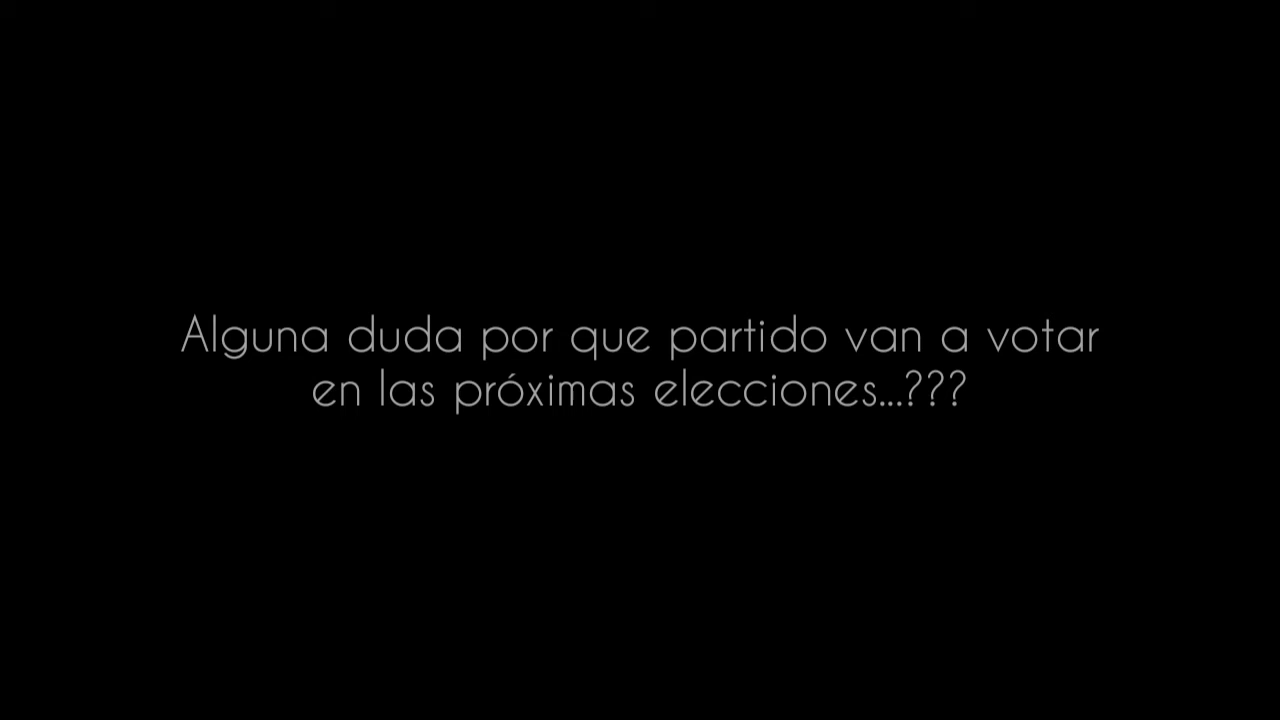 Alguna duda por que partido van a votar
en las próximas elecciones...???